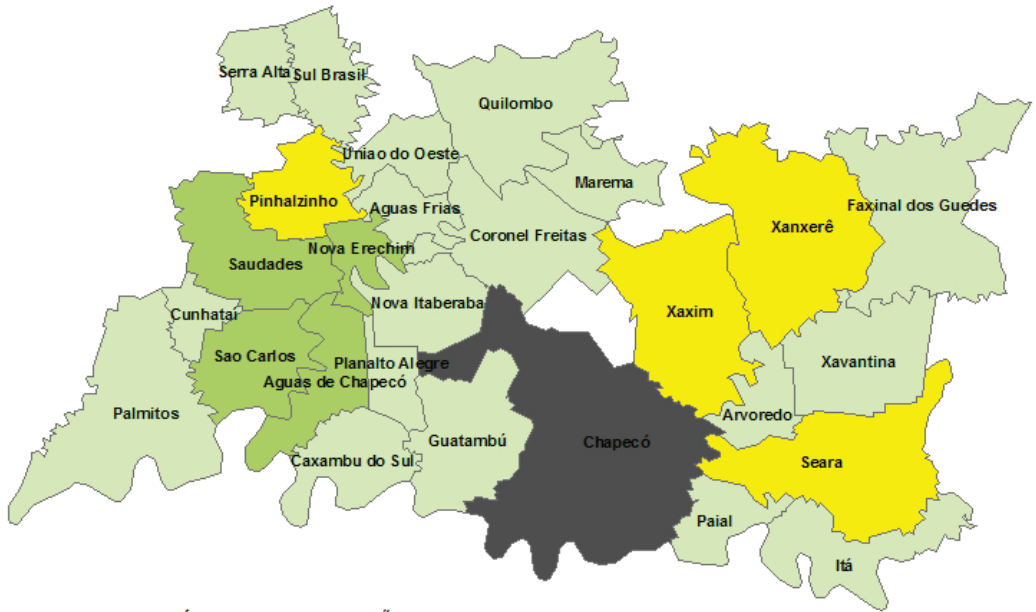 Serra Alta
Sul Brasil
Quilombo
Uniao do Oeste
Marema
Pinhalzinho
Aguas Frias
Faxinal dos Guedes
Xanxerê
Nova Erechim
Coronel Freitas
Saudades
Nova Itaberaba
Cunhataí
Xaxim
Sao Carlos
Planalto Alegre
Xavantina
Aguas de Chapecó
Palmitos
Arvoredo
Guatambú
Chapecó
Caxambu do Sul
Seara
Paial
Itá